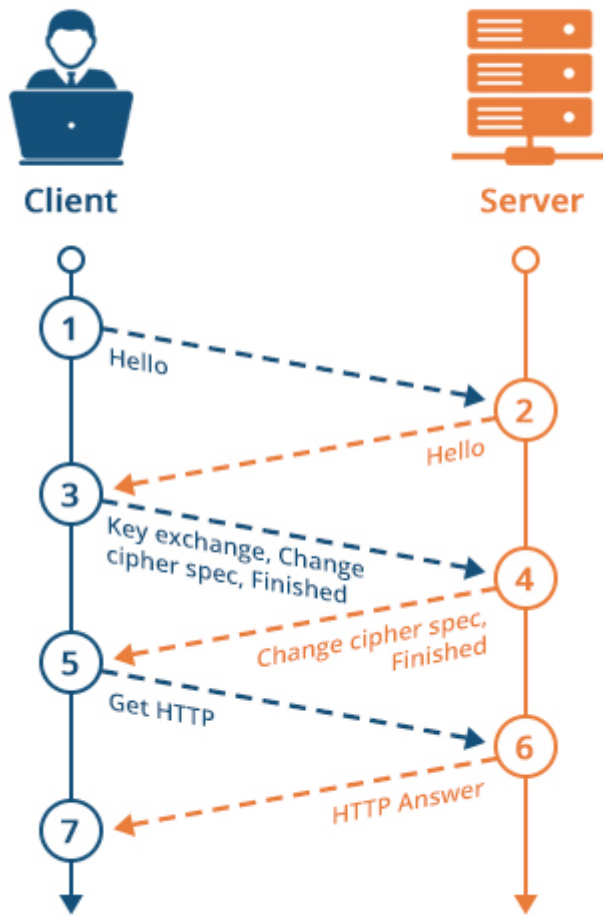 Client
Server
1
Hello
2
Hello
3
Key exchange, Change
cipher spec, Finished
4
Change cipher spec,
Finished
5
Get HTTP
6
HTTP Answer
7